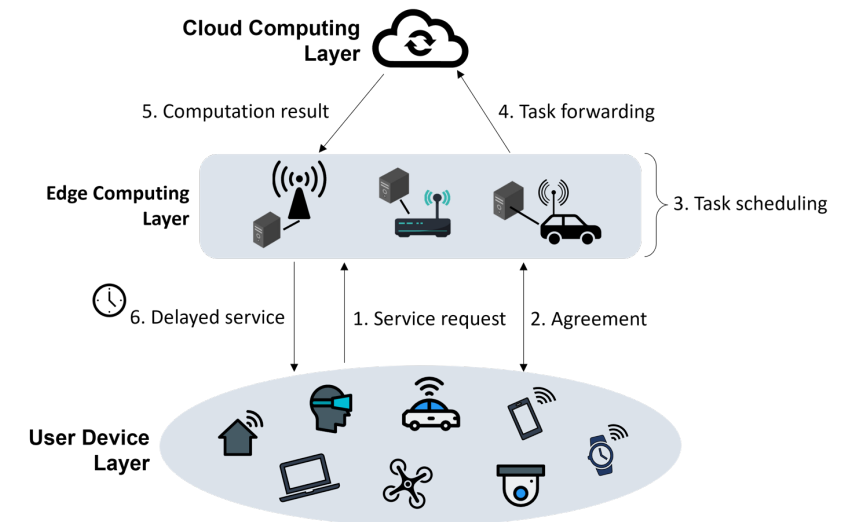 Cloud Computing
Layer
5. Computation result
4. Task forwarding
Edge Computing
Layer
3. Task scheduling
6. Delayed service
1. Service request
2. Agreement
User Device
Layer